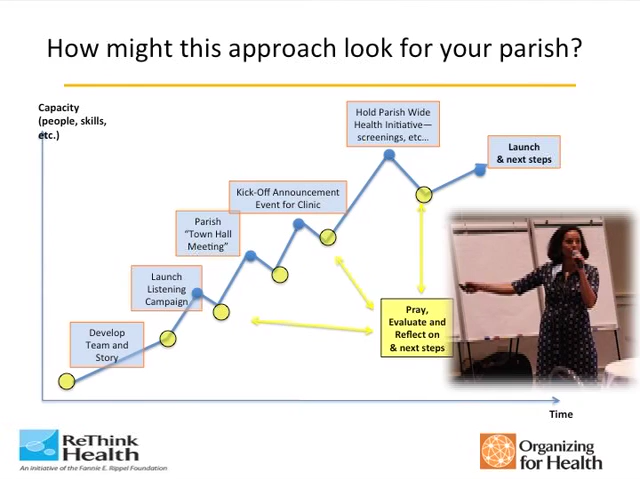 How might this approach look for your parish?
Capacity
(people, skills,
etc.)
Hold Parish Wide
Health Initiative—
screenings, etc...
Launch
& next steps
Kick-Off Announcement
Event for Clinic
Parish
“Town Hall
Meeting”
Launch
Listening
Campaign
Develop
Team and
Story
Pray,
Evaluate and
Reflect on
& next steps
Time
ReThink
Health
An Initiative of the Fannie E. Rippel Foundation
Organizing
for Health